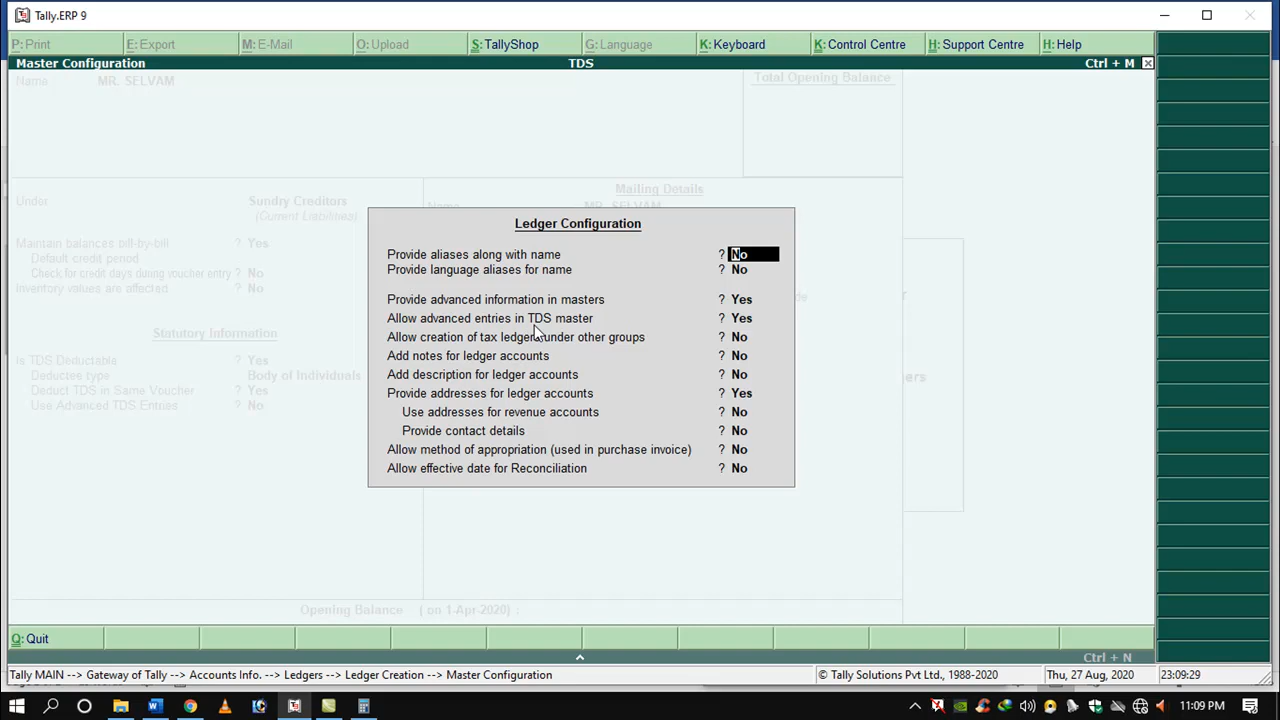 Tally.ERP 9
P: Print E: Export M: E-Mail O: Upload S: TallyShop G: Language K: Keyboard K: Control Centre H: Support Centre H: Help
Master Configuration TDS Ctrl + M
Name MR. SELVAM Total Opening Balance
Mailing Details
Under Sundry Creditors Name MR. SELVAM
(Current Liabilities)
Maintain balances bill-by-bill ? Yes
Default credit period
Check for credit days during voucher entry ? No
Inventory values are affected ? No
Statutory Information
Is TDS Deductable ? Yes
Deductee type ? Body of Individuals
Deduct TDS in Same Voucher ? Yes
Use Advanced TDS Entries ? No
Ledger Configuration
Provide aliases along with name ? No
Provide language aliases for name ? No
Provide advanced information in masters ? Yes
Allow advanced entries in TDS master ? Yes
Allow creation of tax ledgers under other groups ? No
Add notes for ledger accounts ? No
Add description for ledger accounts ? No
Provide addresses for ledger accounts ? Yes
Use addresses for revenue accounts ? No
Provide contact details ? No
Allow method of appropriation (used in purchase invoice) ? No
Allow effective date for Reconciliation ? No
Opening Balance ( on 1-Apr-2020) :
Q: Quit
Ctrl + N
Tally MAIN --> Gateway of Tally --> Accounts Info. --> Ledgers --> Ledger Creation --> Master Configuration © Tally Solutions Pvt Ltd., 1988-2020 Thu, 27 Aug, 2020 23:09:29
11:09 PM